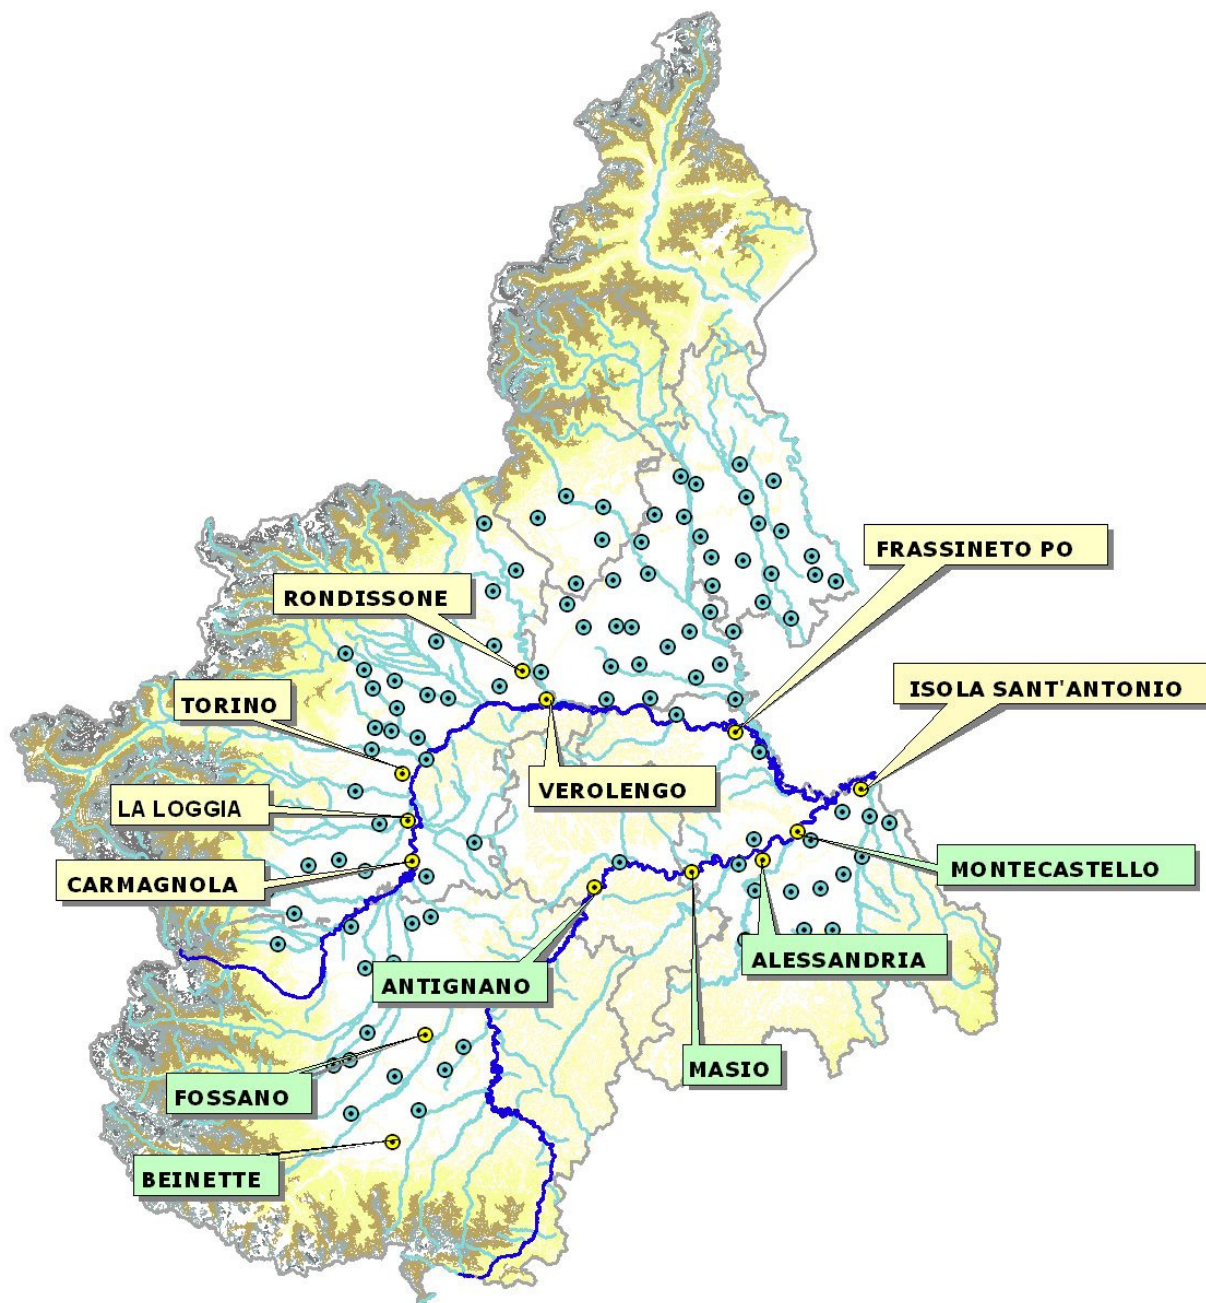 FRASSINETO PO
RONDISSONE
ISOLA SANT'ANTONIO
TORINO
VEROLENGO
LA LOGGIA
MONTECASTELLO
CARMAGNOLA
ALESSANDRIA
ANTIGNANO
MASIO
FOSSANO
BEINETTE